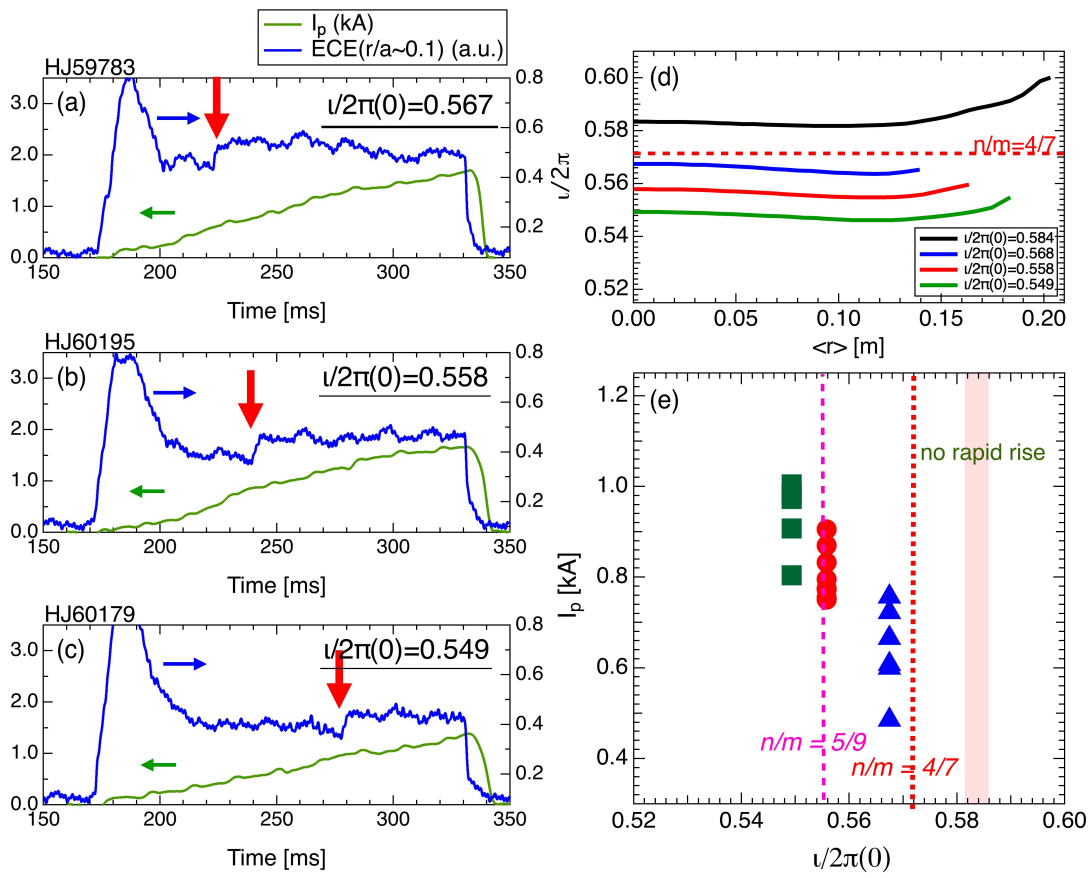 I_p (kA)
ECE(r/a~0.1) (a.u.)
HJ59783
(a)
ι/2π(0)=0.567
3.0
2.0
1.0
0.0
0.8
0.6
0.4
0.2
150 200 250 300 350
Time [ms]
HJ60195
(b)
ι/2π(0)=0.558
3.0
2.0
1.0
0.0
0.8
0.6
0.4
0.2
150 200 250 300 350
Time [ms]
HJ60179
(c)
ι/2π(0)=0.549
3.0
2.0
1.0
0.0
0.8
0.6
0.4
0.2
150 200 250 300 350
Time [ms]
(d)
n/m=4/7
ι/2π
0.60
0.58
0.56
0.54
0.52
ι/2π(0)=0.584
ι/2π(0)=0.568
ι/2π(0)=0.558
ι/2π(0)=0.549
0.00 0.05 0.10 0.15 0.20
<r> [m]
(e)
no rapid rise
n/m = 5/9
n/m = 4/7
I_p [kA]
1.2
1.0
0.8
0.6
0.4
0.52 0.54 0.56 0.58 0.60
ι/2π(0)